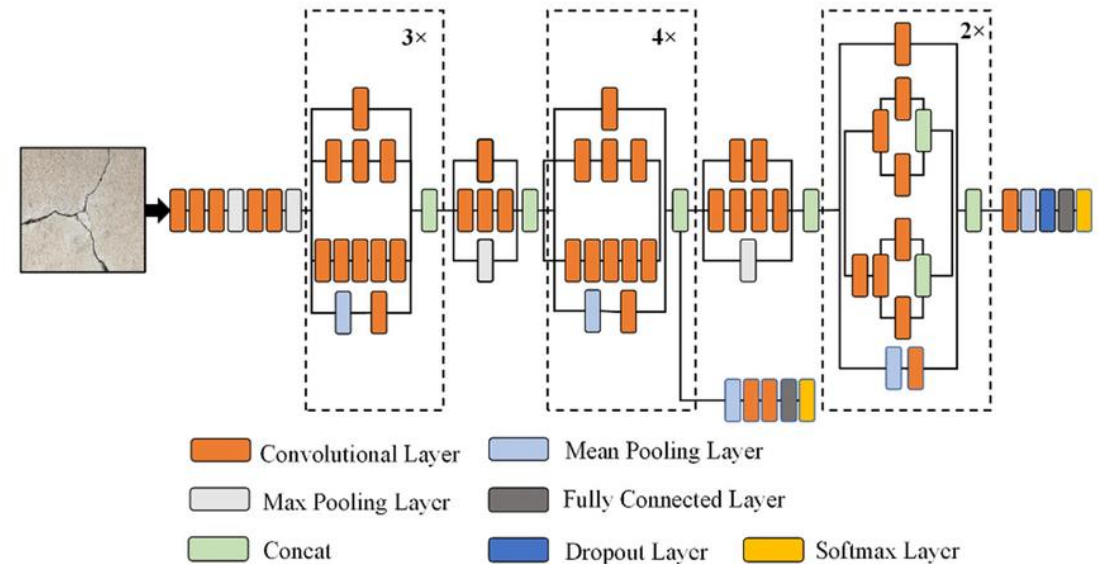 3×
4×
2×
Convolutional Layer
Mean Pooling Layer
Max Pooling Layer
Fully Connected Layer
Concat
Dropout Layer
Softmax Layer